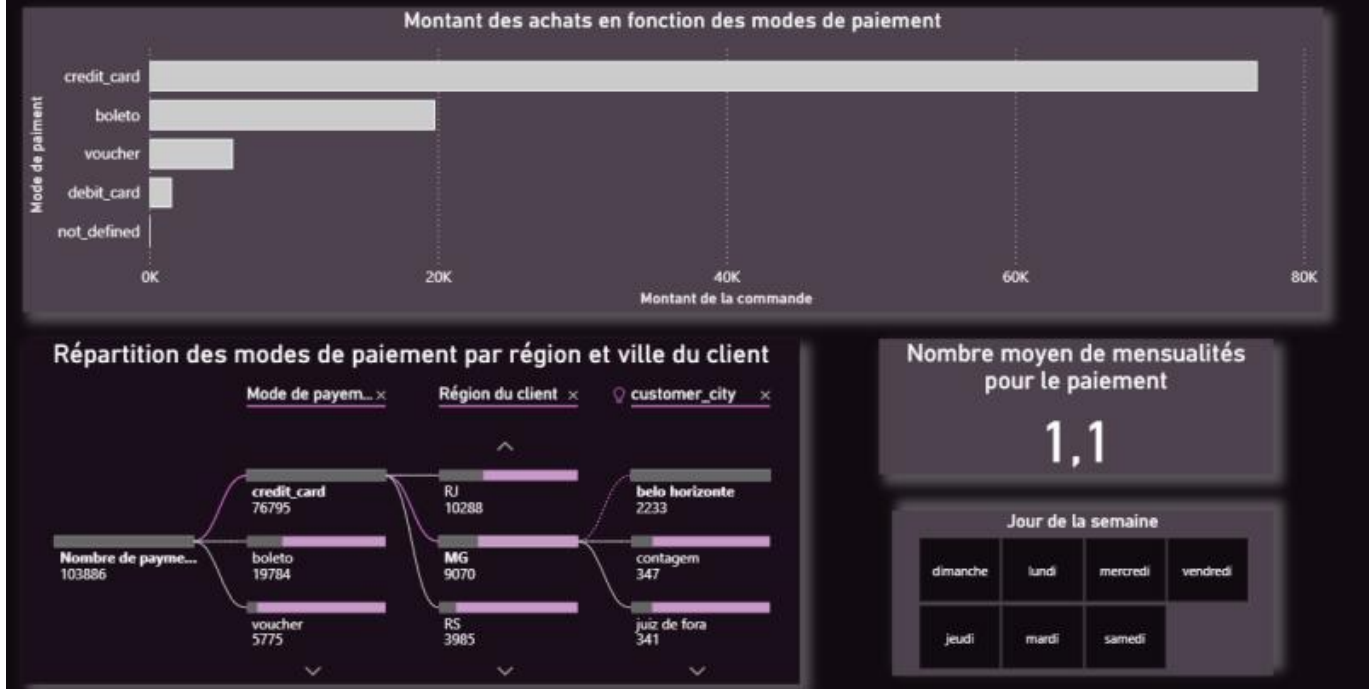 Montant des achats en fonction des modes de paiement
Mode de paiment
credit_card
boleto
voucher
debit_card
not_defined
0K 20K 40K 60K 80K
Montant de la commande
Répartition des modes de paiement par région et ville du client
Mode de payem... × Région du client × customer_city ×
Nombre de payme...
103886
credit_card
76795
boleto
19784
voucher
5775
RJ
10288
MG
9070
RS
3985
belo horizonte
2233
contagem
347
juiz de fora
341
Nombre moyen de mensualités
pour le paiement
1,1
Jour de la semaine
dimanche lundi mercredi vendredi
jeudi mardi samedi